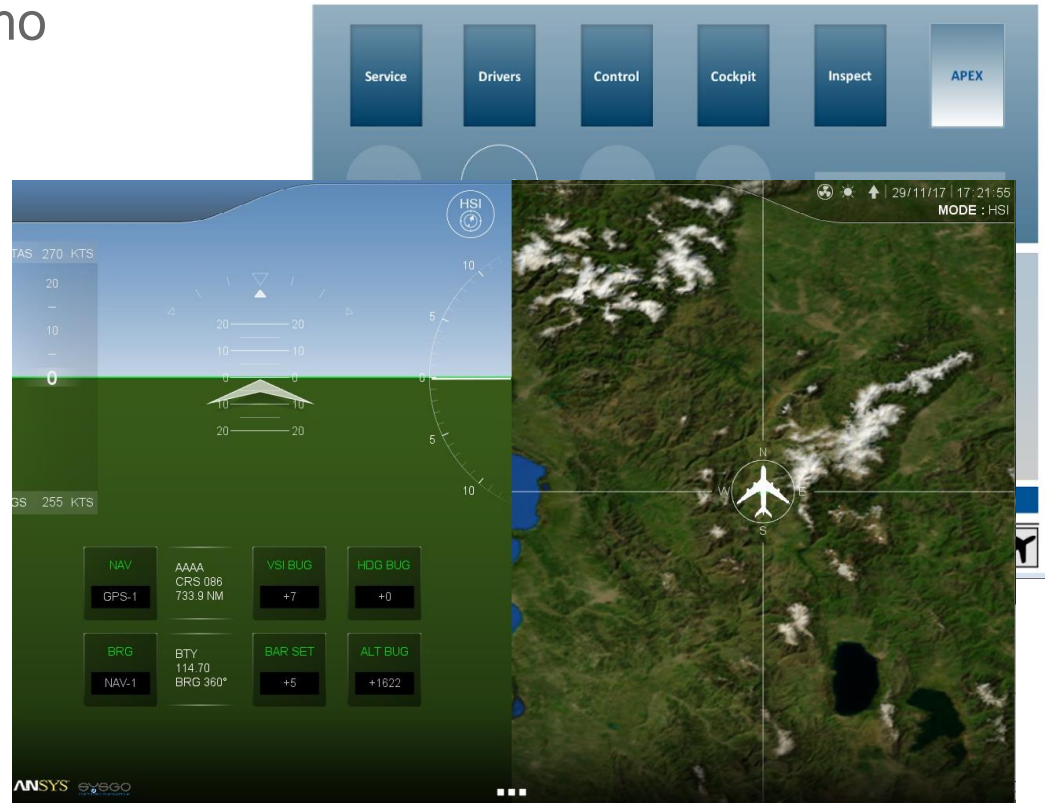 Service Drivers Control Cockpit Inspect APEX
HSI
29/11/17 17:21:55
MODE : HSI
TAS 270 KTS
20
10
0
20 20
10 10
0 0
10 10
20 20
10
5
0
5
10
GS 255 KTS
N
W E
S
NAV
GPS-1
AAAA
CRS 086
733.9 NM
VSI BUG
+7
HDG BUG
+0
BRG
NAV-1
BTY
114.70
BRG 360°
BAR SET
+5
ALT BUG
+1622
ANSYS SYSGO